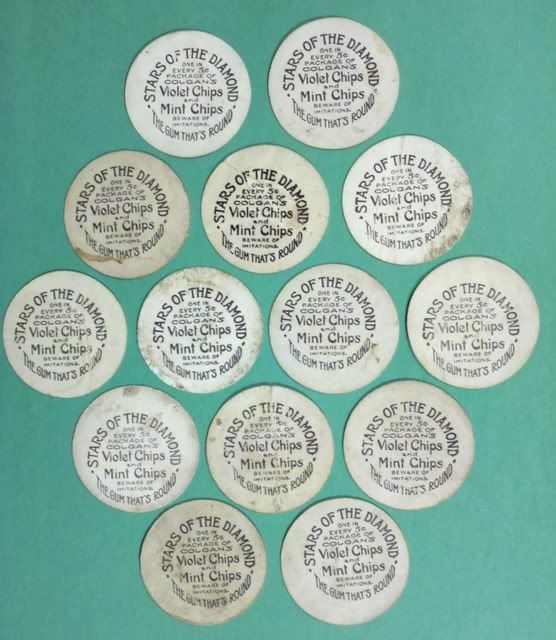 STARS OF THE DIAMOND
ONE IN
EVERY 5¢
PACKAGE OF
COLGAN'S
Violet Chips
and
Mint Chips
BEWARE OF
IMITATIONS.
THE GUM THAT'S ROUND
STARS OF THE DIAMOND
ONE IN
EVERY 5¢
PACKAGE OF
COLGAN'S
Violet Chips
and
Mint Chips
BEWARE OF
IMITATIONS.
THE GUM THAT'S ROUND
STARS OF THE DIAMOND
ONE IN
EVERY 5¢
PACKAGE OF
COLGAN'S
Violet Chips
and
Mint Chips
BEWARE OF
IMITATIONS.
THE GUM THAT'S ROUND
STARS OF THE DIAMOND
ONE IN
EVERY 5¢
PACKAGE OF
COLGAN'S
Violet Chips
and
Mint Chips
BEWARE OF
IMITATIONS.
THE GUM THAT'S ROUND
STARS OF THE DIAMOND
ONE IN
EVERY 5¢
PACKAGE OF
COLGAN'S
Violet Chips
and
Mint Chips
BEWARE OF
IMITATIONS.
THE GUM THAT'S ROUND
STARS OF THE DIAMOND
ONE IN
EVERY 5¢
PACKAGE OF
COLGAN'S
Violet Chips
and
Mint Chips
BEWARE OF
IMITATIONS.
THE GUM THAT'S ROUND
STARS OF THE DIAMOND
ONE IN
EVERY 5¢
PACKAGE OF
COLGAN'S
Violet Chips
and
Mint Chips
BEWARE OF
IMITATIONS.
THE GUM THAT'S ROUND
STARS OF THE DIAMOND
ONE IN
EVERY 5¢
PACKAGE OF
COLGAN'S
Violet Chips
and
Mint Chips
BEWARE OF
IMITATIONS.
THE GUM THAT'S ROUND
STARS OF THE DIAMOND
ONE IN
EVERY 5¢
PACKAGE OF
COLGAN'S
Violet Chips
and
Mint Chips
BEWARE OF
IMITATIONS.
THE GUM THAT'S ROUND
STARS OF THE DIAMOND
ONE IN
EVERY 5¢
PACKAGE OF
COLGAN'S
Violet Chips
and
Mint Chips
BEWARE OF
IMITATIONS.
THE GUM THAT'S ROUND
STARS OF THE DIAMOND
ONE IN
EVERY 5¢
PACKAGE OF
COLGAN'S
Violet Chips
and
Mint Chips
BEWARE OF
IMITATIONS.
THE GUM THAT'S ROUND
STARS OF THE DIAMOND
ONE IN
EVERY 5¢
PACKAGE OF
COLGAN'S
Violet Chips
and
Mint Chips
BEWARE OF
IMITATIONS.
THE GUM THAT'S ROUND
STARS OF THE DIAMOND
ONE IN
EVERY 5¢
PACKAGE OF
COLGAN'S
Violet Chips
and
Mint Chips
BEWARE OF
IMITATIONS.
THE GUM THAT'S ROUND
STARS OF THE DIAMOND
ONE IN
EVERY 5¢
PACKAGE OF
COLGAN'S
Violet Chips
and
Mint Chips
BEWARE OF
IMITATIONS.
THE GUM THAT'S ROUND